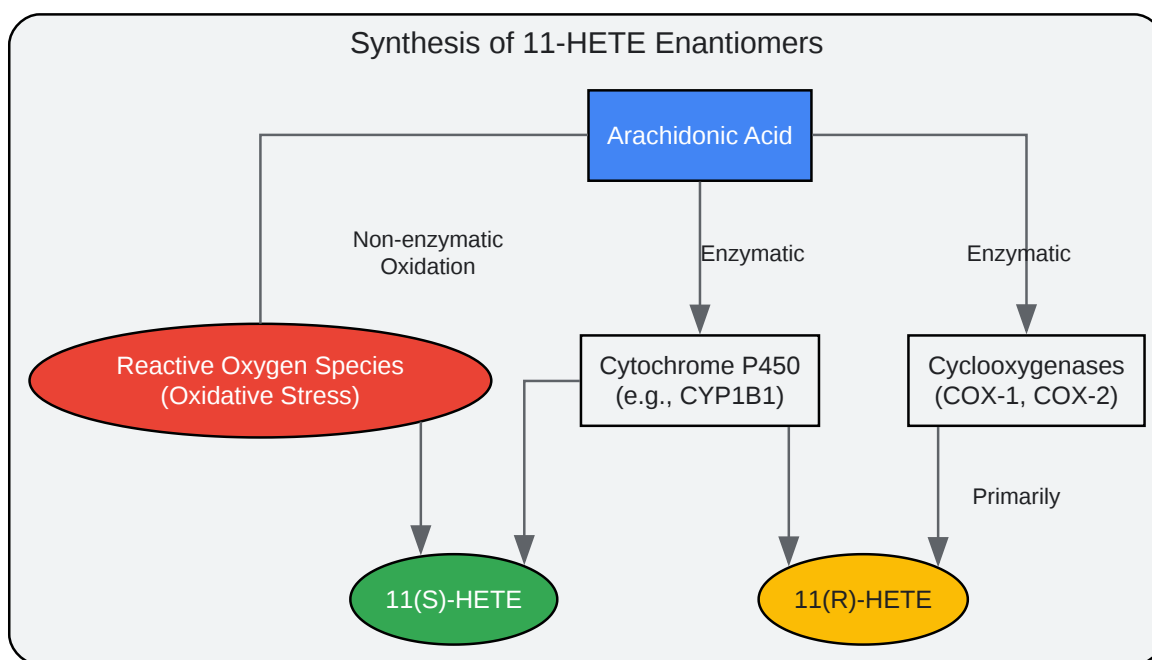 Synthesis of 11-HETE Enantiomers
Arachidonic Acid
Non-enzymatic
Oxidation
Enzymatic
Enzymatic
Reactive Oxygen Species
(Oxidative Stress)
Cytochrome P450
(e.g., CYP1B1)
Cyclooxygenases
(COX-1, COX-2)
Primarily
11(S)-HETE
11(R)-HETE